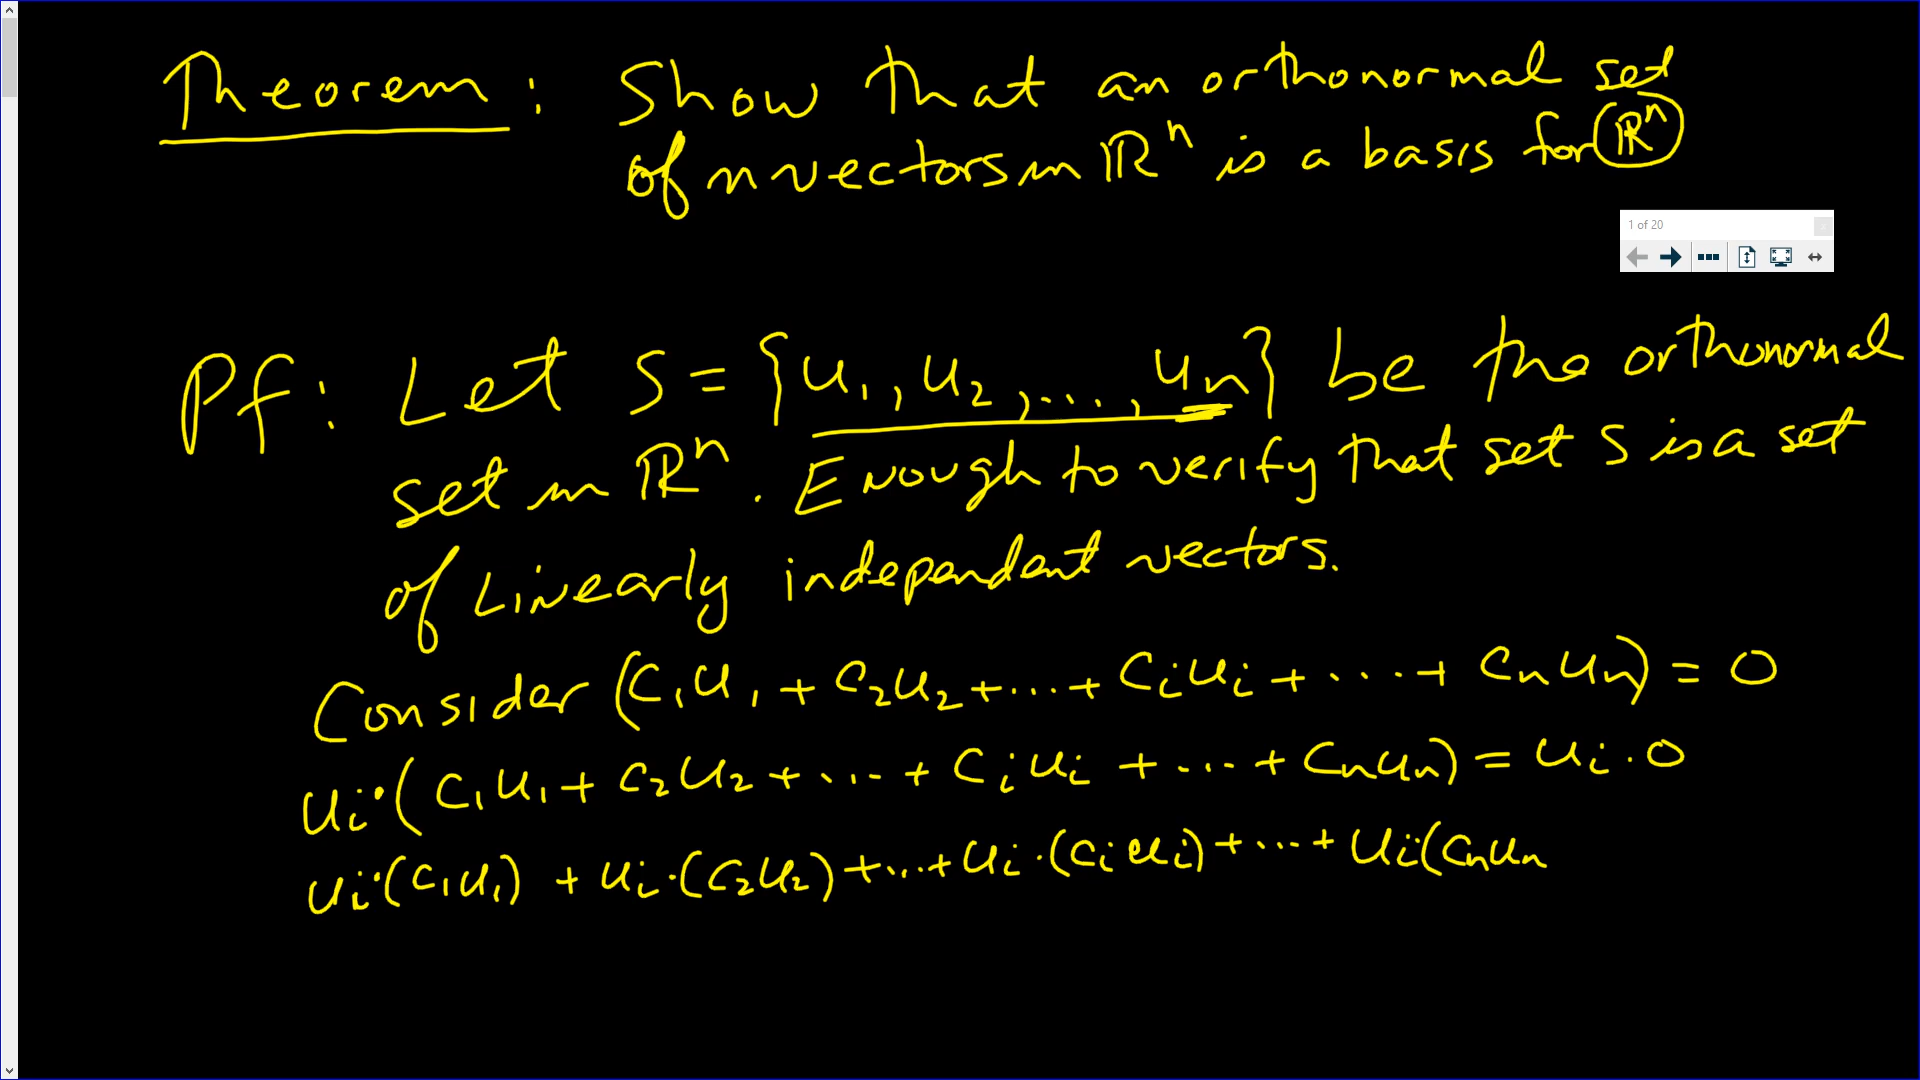 Theorem: Show that an orthonormal set
of n vectors in ℝⁿ is a basis for ℝⁿ
1 of 20
Pf: Let S = {u₁, u₂, ..., uₙ} be the orthonormal
set in ℝⁿ. Enough to verify that set S is a set
of Linearly independent vectors.
Consider (c₁u₁ + c₂u₂ + ... + cᵢuᵢ + ... + cₙuₙ) = 0
uᵢ·(c₁u₁ + c₂u₂ + ... + cᵢuᵢ + ... + cₙuₙ) = uᵢ·0
uᵢ·(c₁u₁) + uᵢ·(c₂u₂) + ... + uᵢ·(cᵢuᵢ) + ... + uᵢ·(cₙuₙ